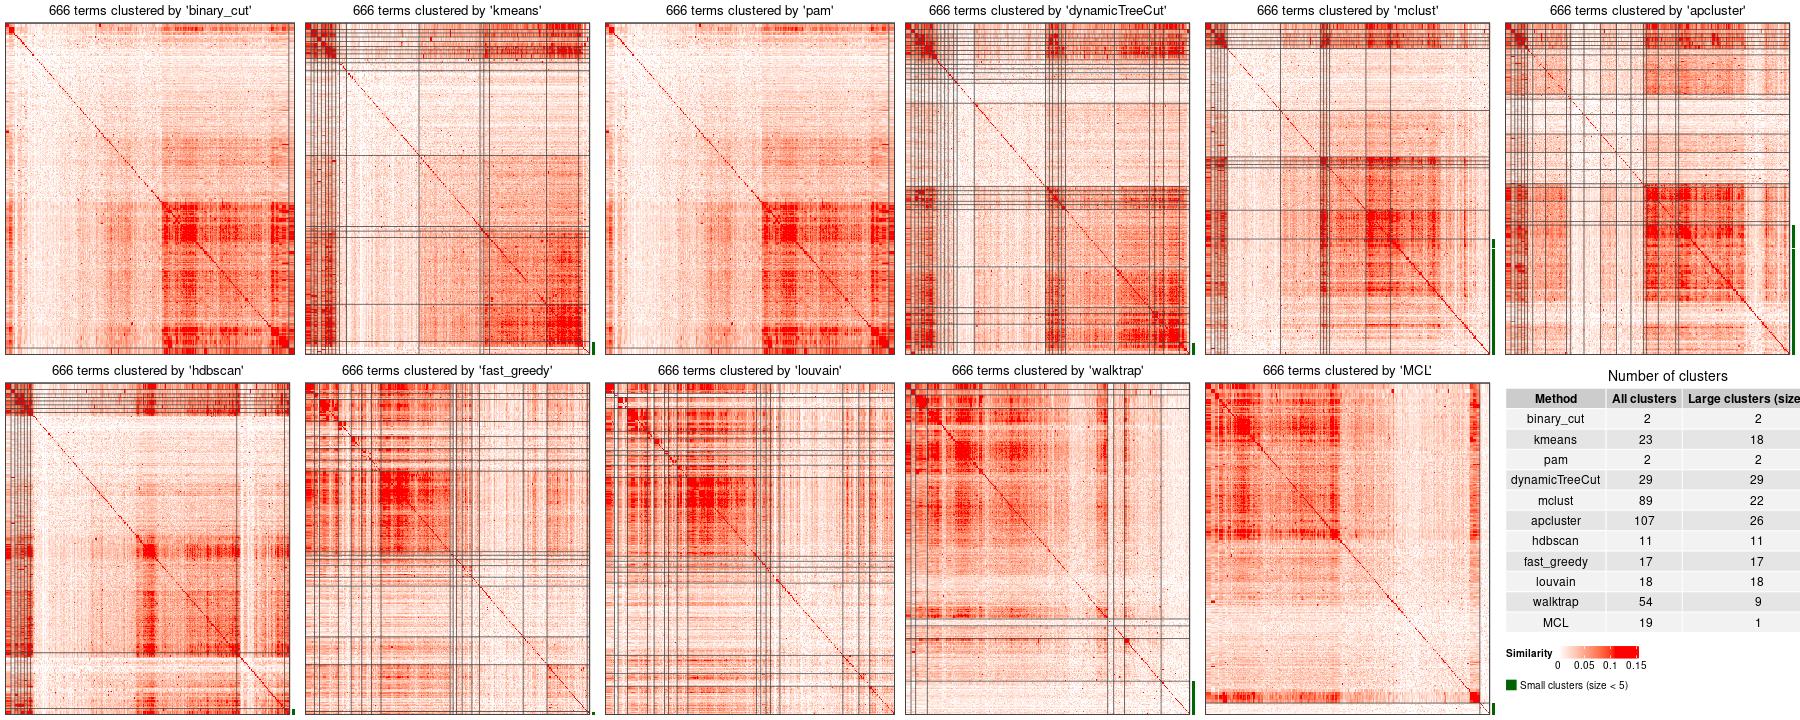 666 terms clustered by 'binary_cut'
666 terms clustered by 'kmeans'
666 terms clustered by 'pam'
666 terms clustered by 'dynamicTreeCut'
666 terms clustered by 'mclust'
666 terms clustered by 'apcluster'
666 terms clustered by 'hdbscan'
666 terms clustered by 'fast_greedy'
666 terms clustered by 'louvain'
666 terms clustered by 'walktrap'
666 terms clustered by 'MCL'
Number of clusters
Method All clusters Large clusters (size
binary_cut 2 2
kmeans 23 18
pam 2 2
dynamicTreeCut 29 29
mclust 89 22
apcluster 107 26
hdbscan 11 11
fast_greedy 17 17
louvain 18 18
walktrap 54 9
MCL 19 1
Similarity
0 0.05 0.1 0.15
Small clusters (size < 5)